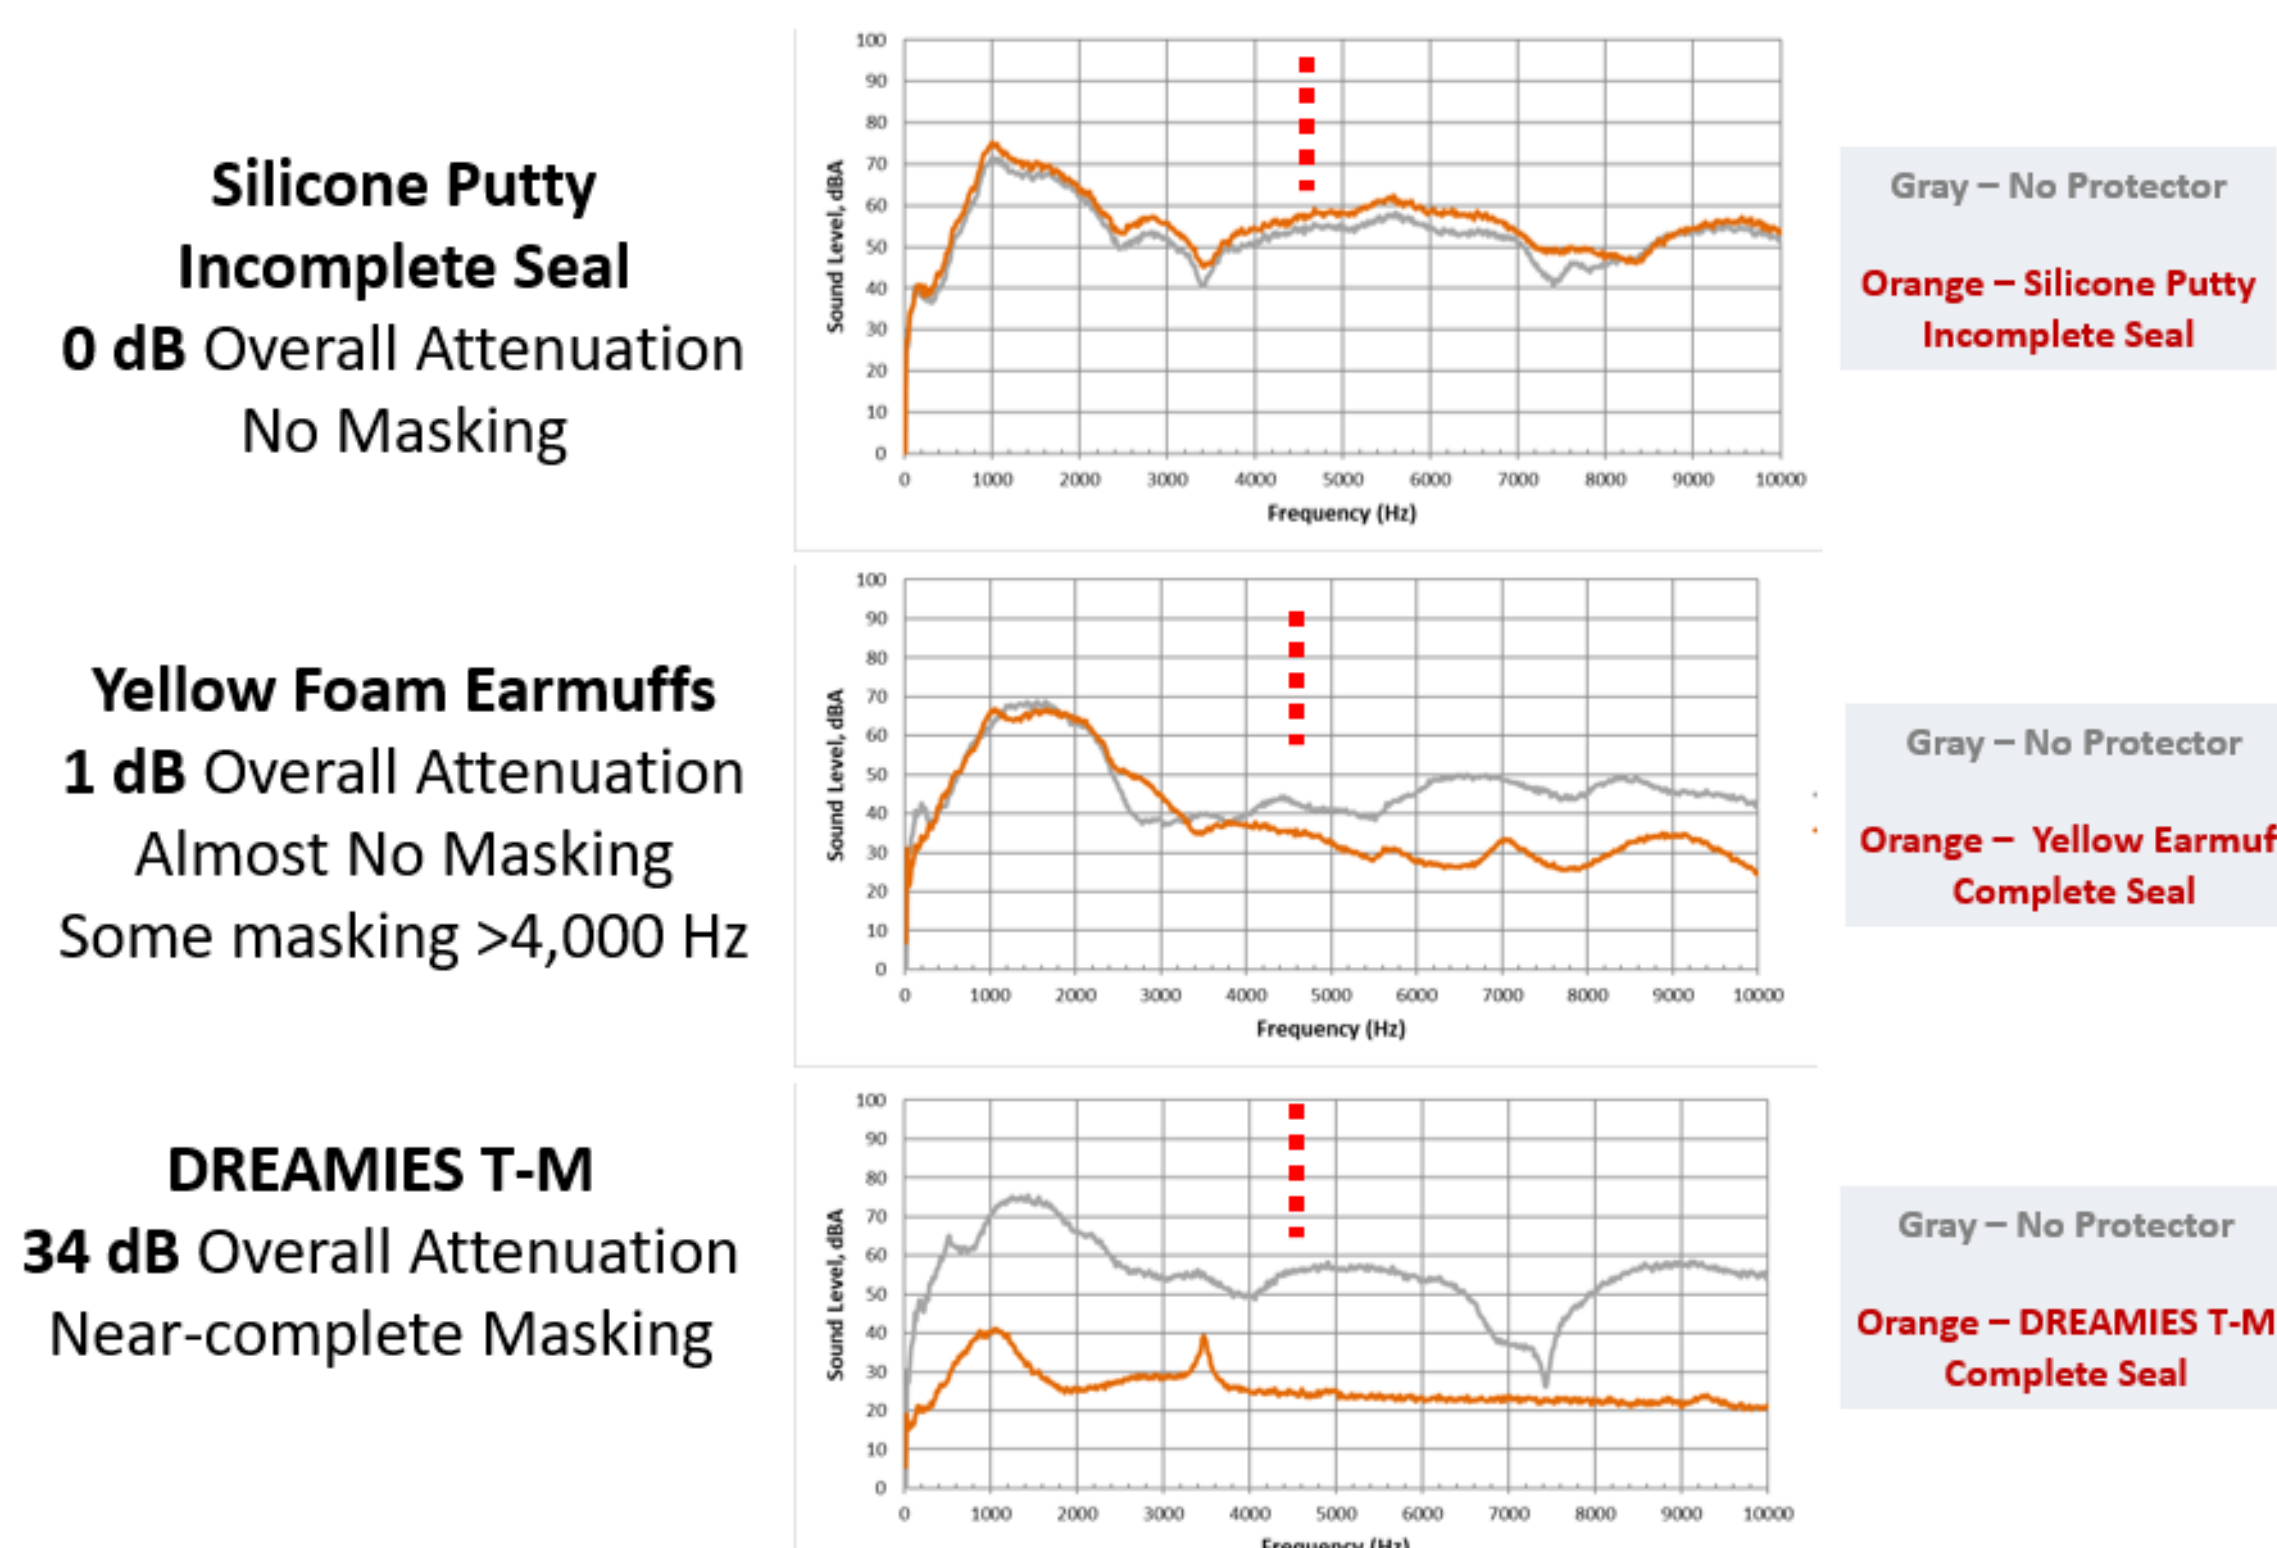 Silicone Putty
Incomplete Seal
0 dB Overall Attenuation
No Masking
100
90
80
70
60
50
40
30
20
10
0
Sound Level, dBA
0 1000 2000 3000 4000 5000 6000 7000 8000 9000 10000
Frequency (Hz)
Gray – No Protector
Orange – Silicone Putty
Incomplete Seal
Yellow Foam Earmuffs
1 dB Overall Attenuation
Almost No Masking
Some masking >4,000 Hz
100
90
80
70
60
50
40
30
20
10
0
Sound Level, dBA
0 1000 2000 3000 4000 5000 6000 7000 8000 9000 10000
Frequency (Hz)
Gray – No Protector
Orange – Yellow Earmuf
Complete Seal
DREAMIES T-M
34 dB Overall Attenuation
Near-complete Masking
100
90
80
70
60
50
40
30
20
10
0
Sound Level, dBA
0 1000 2000 3000 4000 5000 6000 7000 8000 9000 10000
Frequency (Hz)
Gray – No Protector
Orange – DREAMIES T-M
Complete Seal